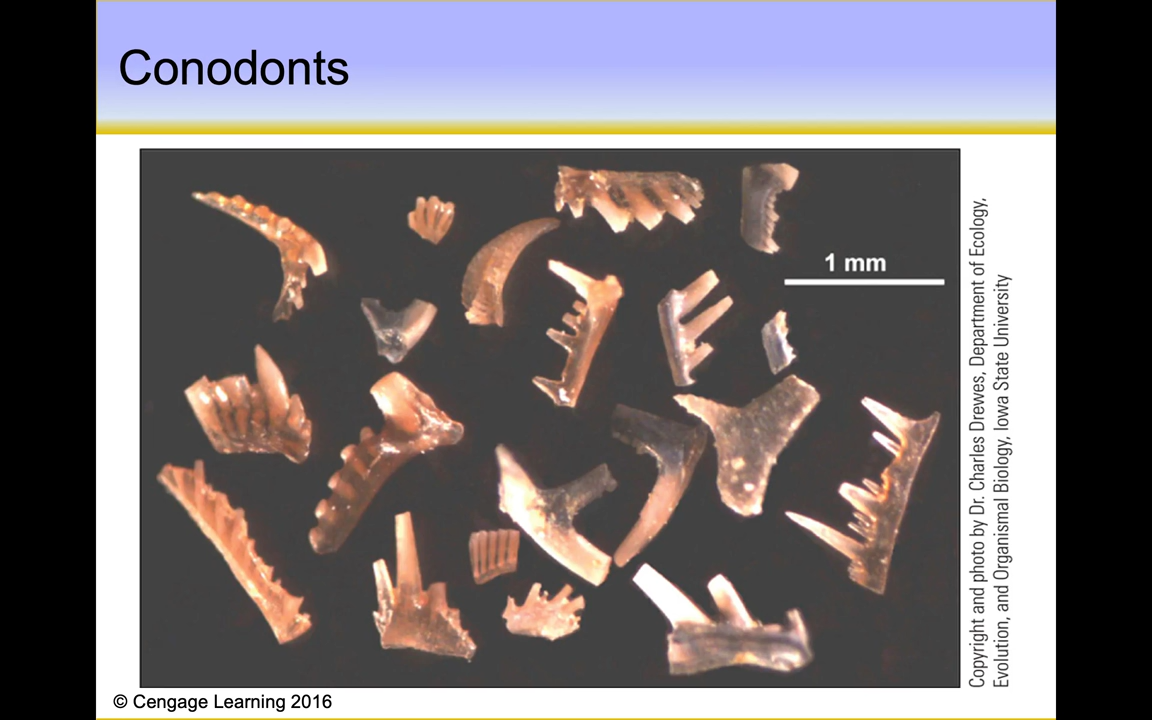 Conodonts
1 mm
Copyright and photo by Dr. Charles Drewes, Department of Ecology,
Evolution, and Organismal Biology, Iowa State University
© Cengage Learning 2016